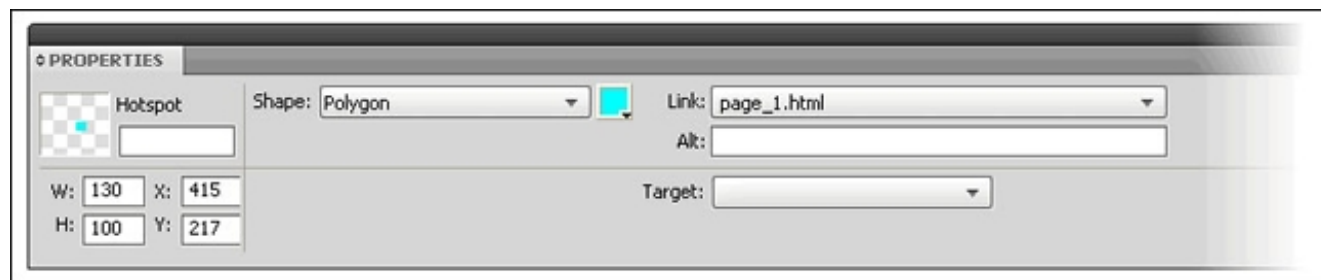 PROPERTIES
Hotspot
Shape: Polygon
Link: page_1.html
Alt:
W: 130 X: 415
H: 100 Y: 217
Target: